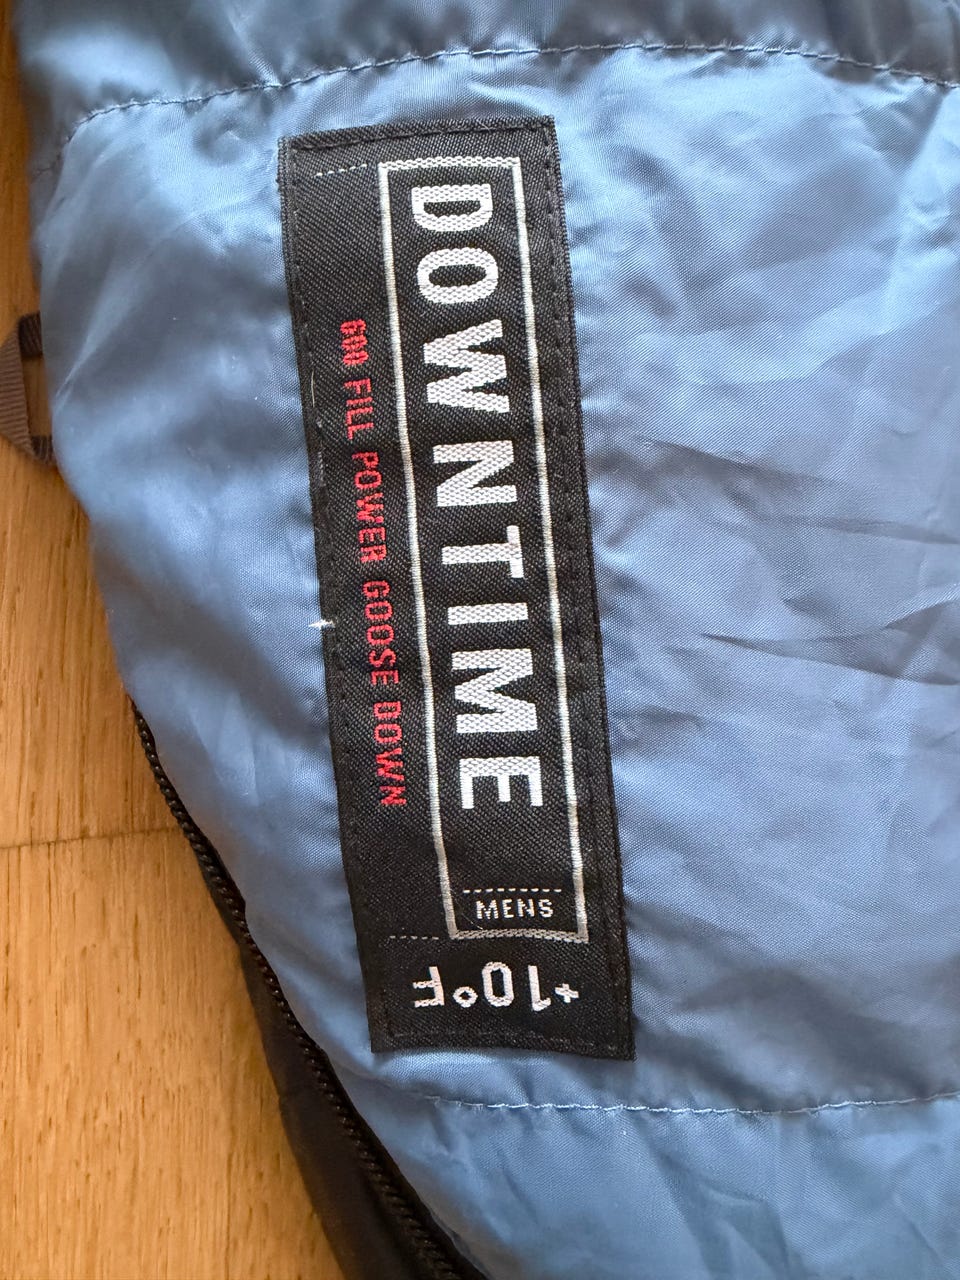 DOWNTIME
MENS
600 FILL POWER GOOSE DOWN
+10°F